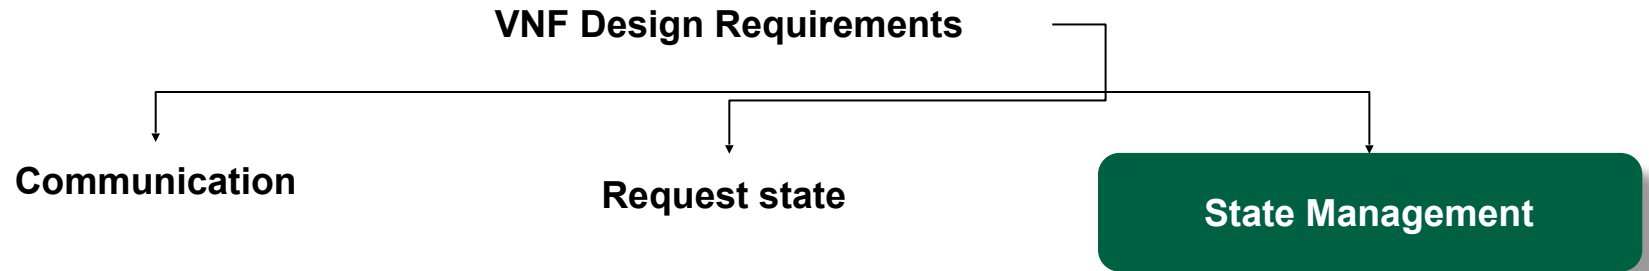 VNF Design Requirements
Communication
Request state
State Management